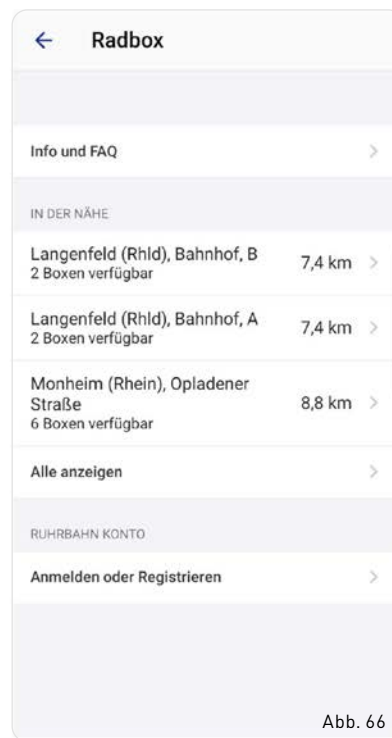 Radbox
Info und FAQ
IN DER NÄHE
Langenfeld (Rhld), Bahnhof, B
2 Boxen verfügbar
7,4 km
Langenfeld (Rhld), Bahnhof, A
2 Boxen verfügbar
7,4 km
Monheim (Rhein), Opladener
Straße
6 Boxen verfügbar
8,8 km
Alle anzeigen
RUHRBAHN KONTO
Anmelden oder Registrieren
Abb. 66